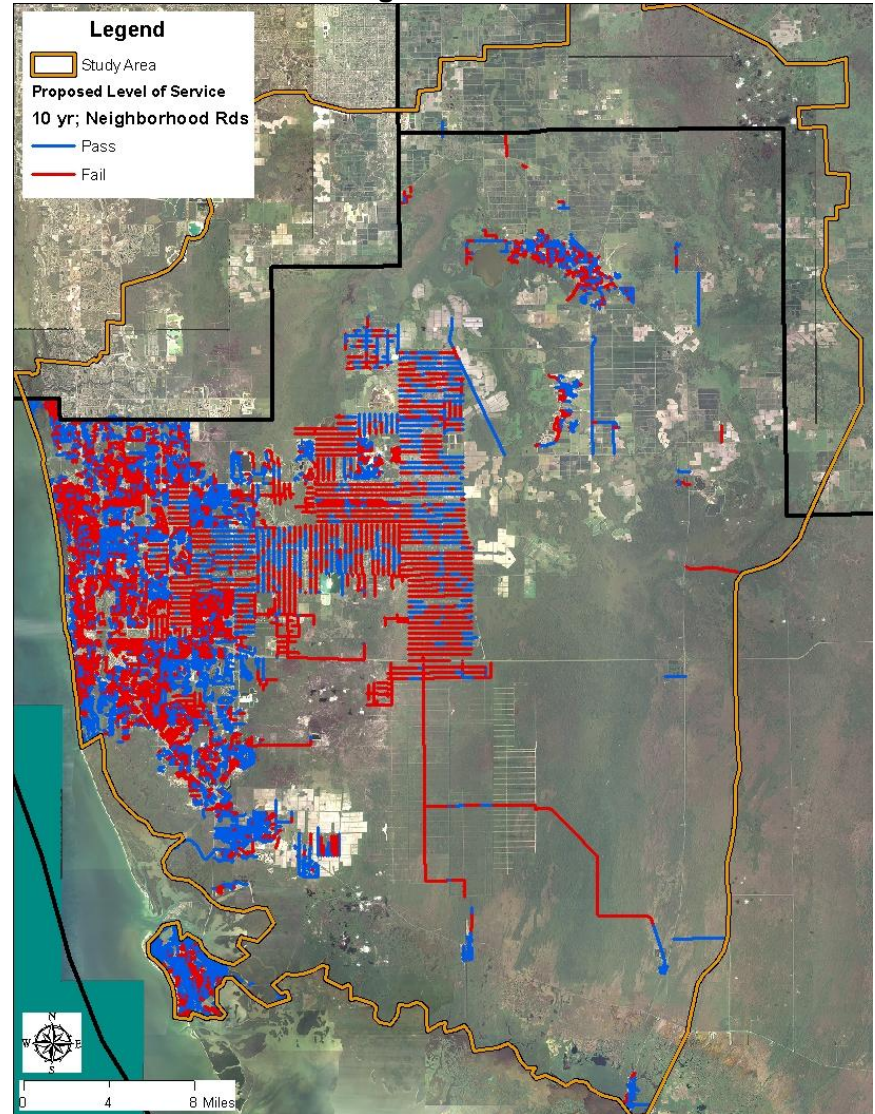 Legend
Study Area
Proposed Level of Service
10 yr; Neighborhood Rds
Pass
Fail
N
W E
S
0 4 8 Miles